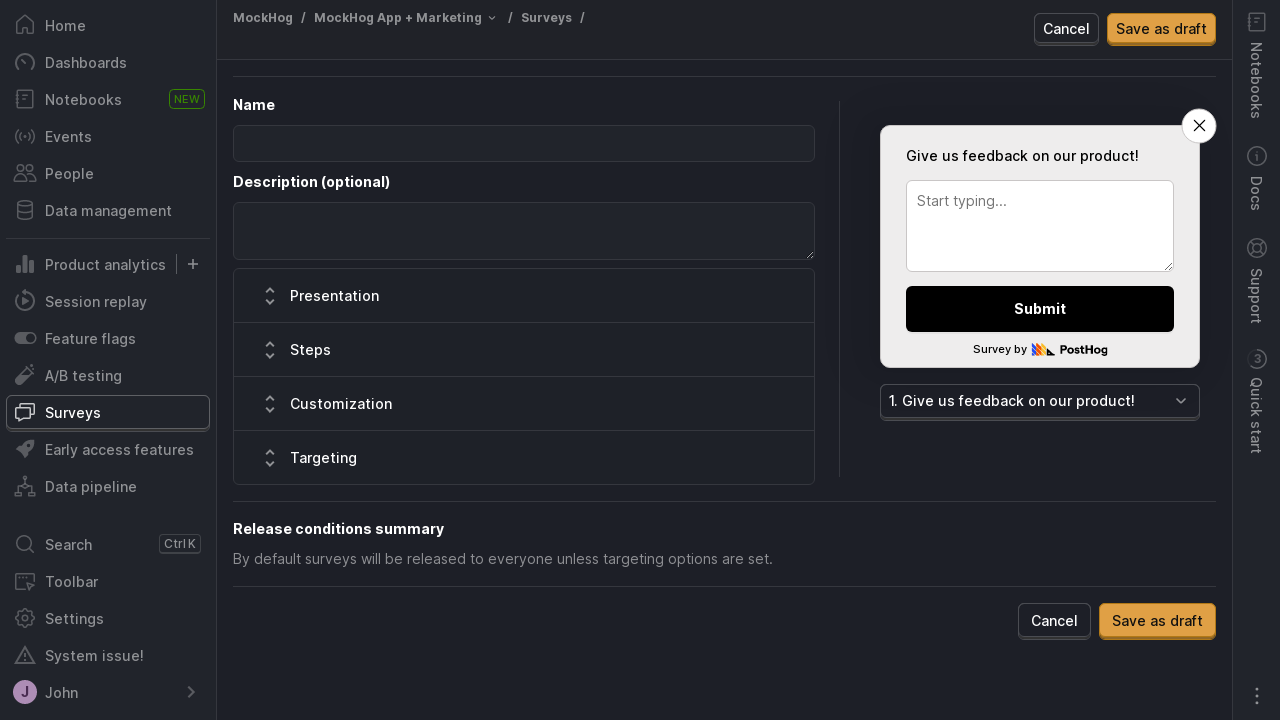 Home
Dashboards
Notebooks
NEW
Events
People
Data management
Product analytics
Session replay
Feature flags
A/B testing
Surveys
Early access features
Data pipeline
Search
Ctrl K
Toolbar
Settings
System issue!
J
John
MockHog / MockHog App + Marketing / Surveys /
Cancel
Save as draft
Name
Description (optional)
Presentation
Steps
Customization
Targeting
Give us feedback on our product!
Start typing...
Submit
Survey by PostHog
1. Give us feedback on our product!
Release conditions summary
By default surveys will be released to everyone unless targeting options are set.
Cancel
Save as draft
Notebooks
Docs
Support
3
Quick start